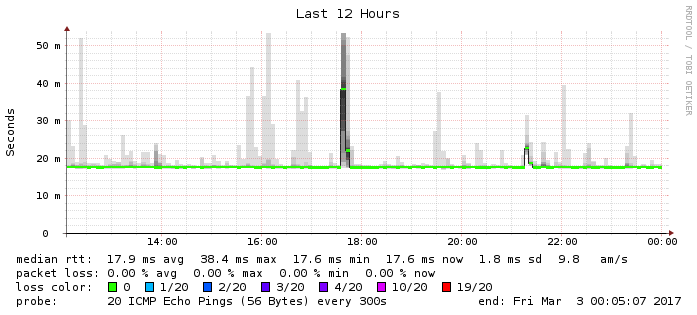 Last 12 Hours
RRDTOOL / TOBI OETIKER
Seconds
50 m
40 m
30 m
20 m
10 m
0
14:00 16:00 18:00 20:00 22:00 00:00
median rtt: 17.9 ms avg 38.4 ms max 17.6 ms min 17.6 ms now 1.8 ms sd 9.8 am/s
packet loss: 0.00 % avg 0.00 % max 0.00 % min 0.00 % now
loss color: 0 1/20 2/20 3/20 4/20 10/20 19/20
probe: 20 ICMP Echo Pings (56 Bytes) every 300s end: Fri Mar 3 00:05:07 2017